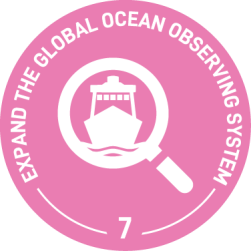 EXPAND THE GLOBAL OCEAN OBSERVING SYSTEM
7